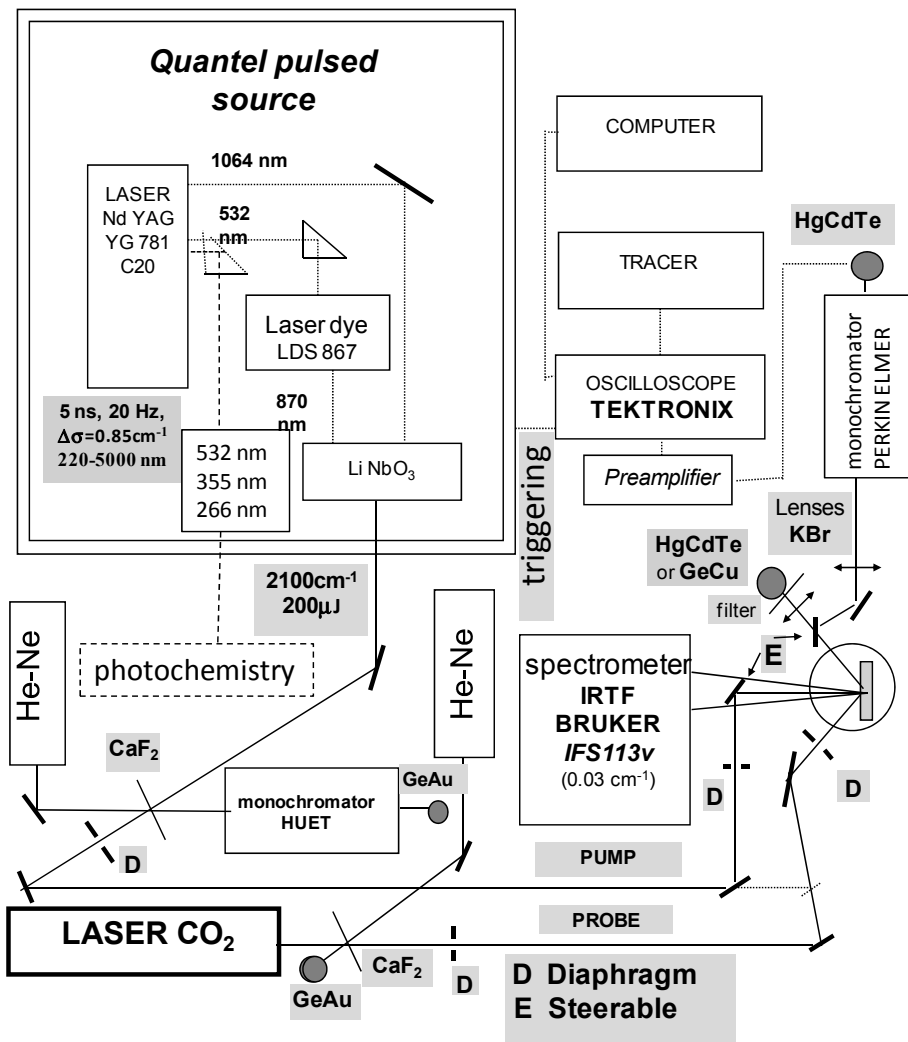 Quantel pulsed
source
1064 nm
LASER
Nd YAG
YG 781
C20
532
nm
Laser dye
LDS 867
870
nm
5 ns, 20 Hz,
Δσ=0.85cm⁻¹
220-5000 nm
532 nm
355 nm
266 nm
Li NbO₃
COMPUTER
TRACER
OSCILLOSCOPE
TEKTRONIX
Preamplifier
triggering
HgCdTe
monochromator
PERKIN ELMER
Lenses
KBr
HgCdTe
or GeCu
filter
E
2100cm⁻¹
200µJ
He-Ne
photochemistry
He-Ne
spectrometer
IRTF
BRUKER
IFS113v
(0.03 cm⁻¹)
D
D
CaF₂
monochromator
HUET
GeAu
D
PUMP
LASER CO₂
PROBE
CaF₂
GeAu
D
D Diaphragm
E Steerable